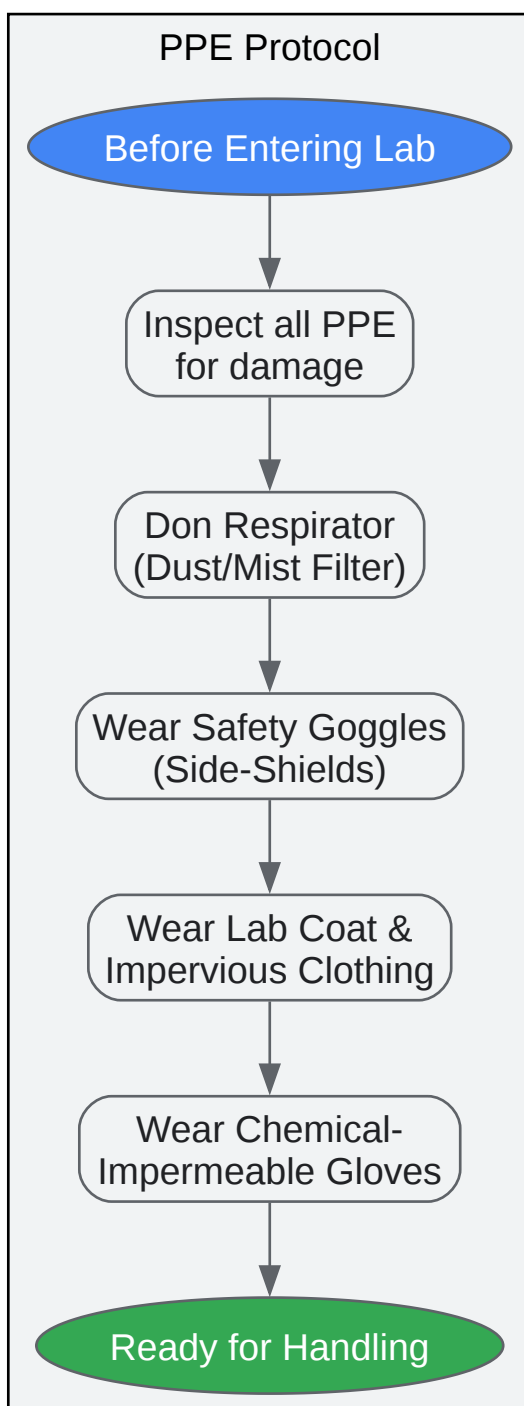 PPE Protocol
Before Entering Lab
Inspect all PPE
for damage
Don Respirator
(Dust/Mist Filter)
Wear Safety Goggles
(Side-Shields)
Wear Lab Coat &
Impervious Clothing
Wear Chemical-
Impermeable Gloves
Ready for Handling